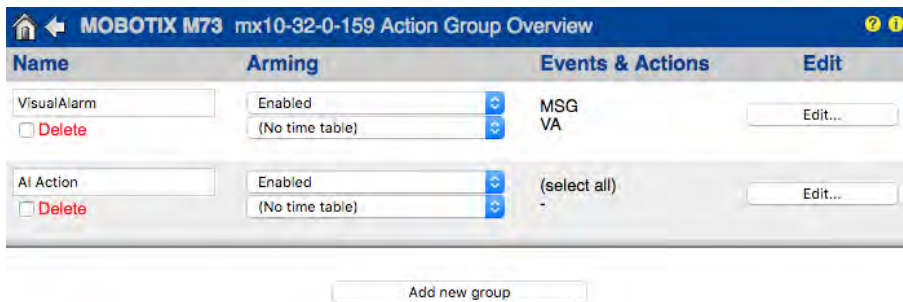 MOBOTIX M73 mx10-32-0-159 Action Group Overview ? i
Name Arming Events & Actions Edit
VisualAlarm Enabled MSG Edit...
Delete (No time table) VA
AI Action Enabled (select all) Edit...
Delete (No time table) -
Add new group